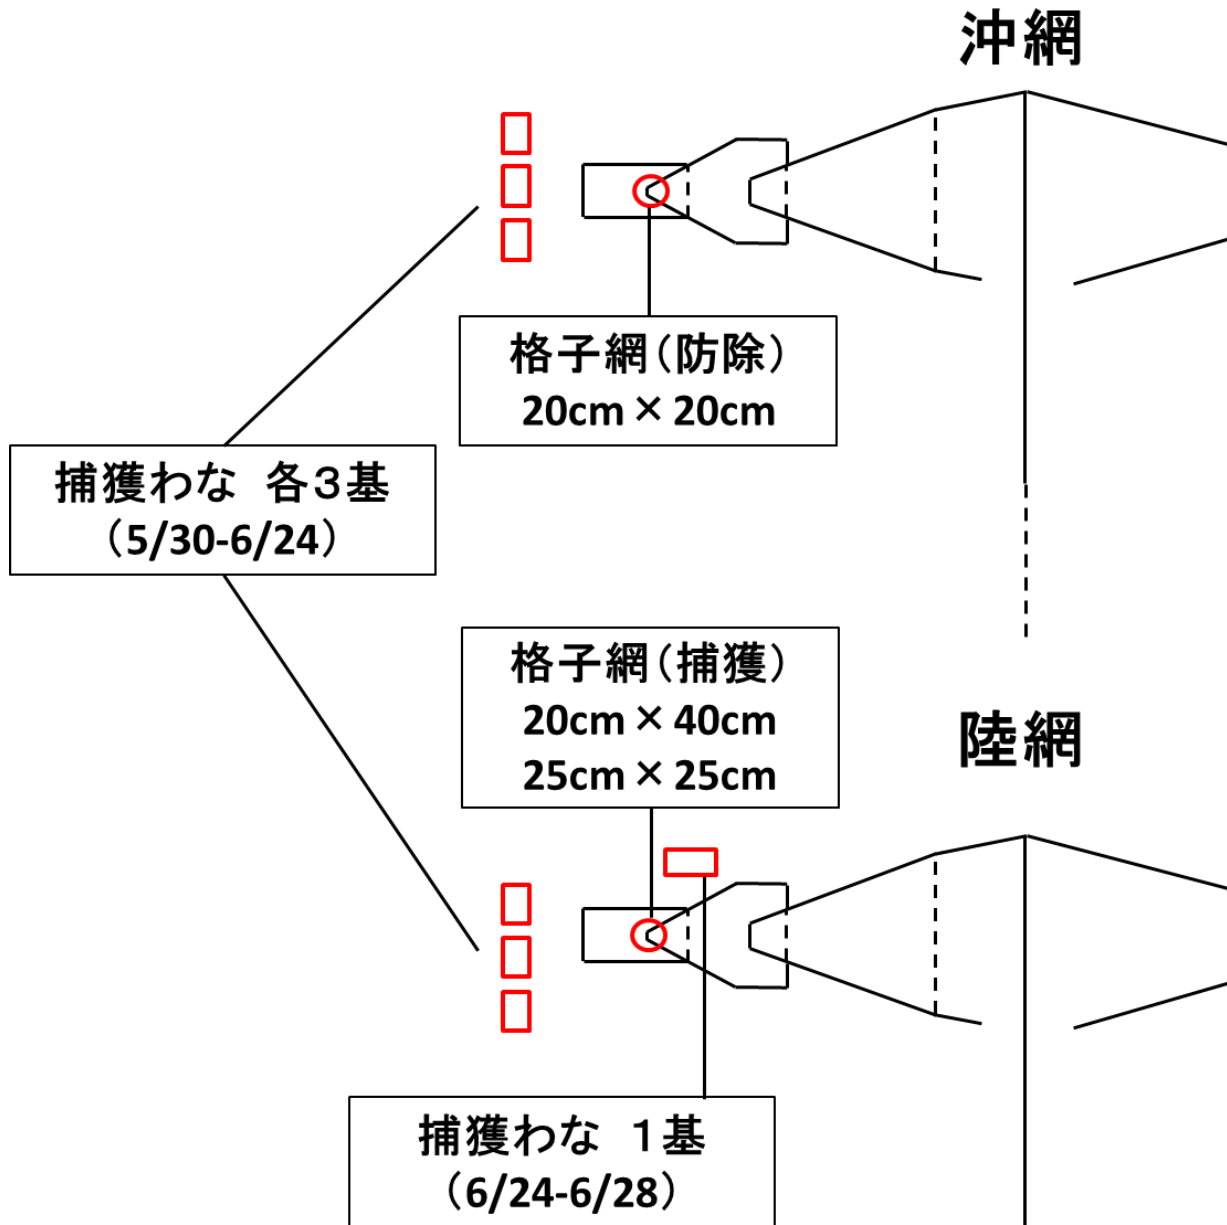 沖網
格子網（防除）
20cm × 20cm
捕獲わな　各３基
（5/30-6/24）
格子網（捕獲）
20cm × 40cm
25cm × 25cm
陸網
捕獲わな　１基
（6/24-6/28）